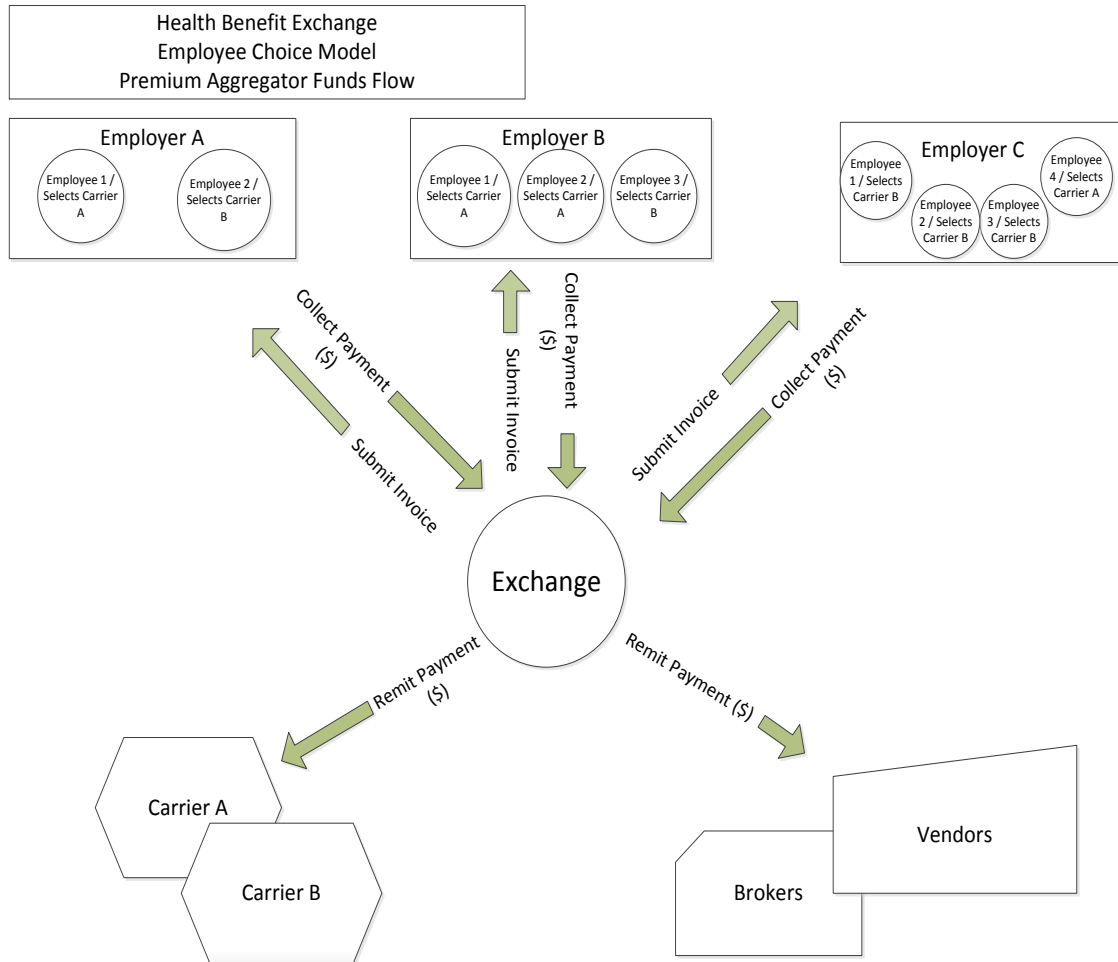 Health Benefit Exchange
Employee Choice Model
Premium Aggregator Funds Flow
Employer A
Employee 1 /
Selects Carrier
A
Employee 2 /
Selects Carrier
B
Employer B
Employee 1 /
Selects Carrier
A
Employee 2 /
Selects Carrier
A
Employee 3 /
Selects Carrier
B
Employer C
Employee
1 / Selects
Carrier B
Employee
2 / Selects
Carrier B
Employee
3 / Selects
Carrier B
Employee
4 / Selects
Carrier A
Collect Payment
($)
Submit Invoice
Submit Invoice
Collect Payment
($)
Submit Invoice
Collect Payment
($)
Exchange
Remit Payment
($)
Remit Payment ($)
Carrier A
Carrier B
Vendors
Brokers